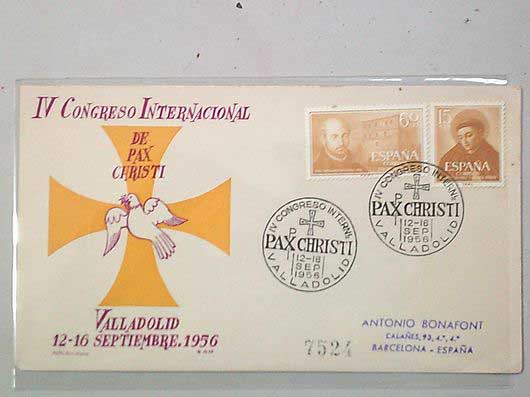 IV CONGRESO INTERNACIONAL
DE
PAX
CHRISTI
VALLADOLID
12-16 SEPTIEMBRE. 1956
60
ESPAÑA
CORREOS
15
ESPAÑA
IV CONGRESO INTERN.
PAX CHRISTI
12-16
SEP
1956
VALLADOLID
IV CONGRESO INTERN.
PAX CHRISTI
12-16
SEP
1956
VALLADOLID
7524
ANTONIO BONAFONT
CALAÑES, 93, 4.°, 4.ª
BARCELONA - ESPAÑA